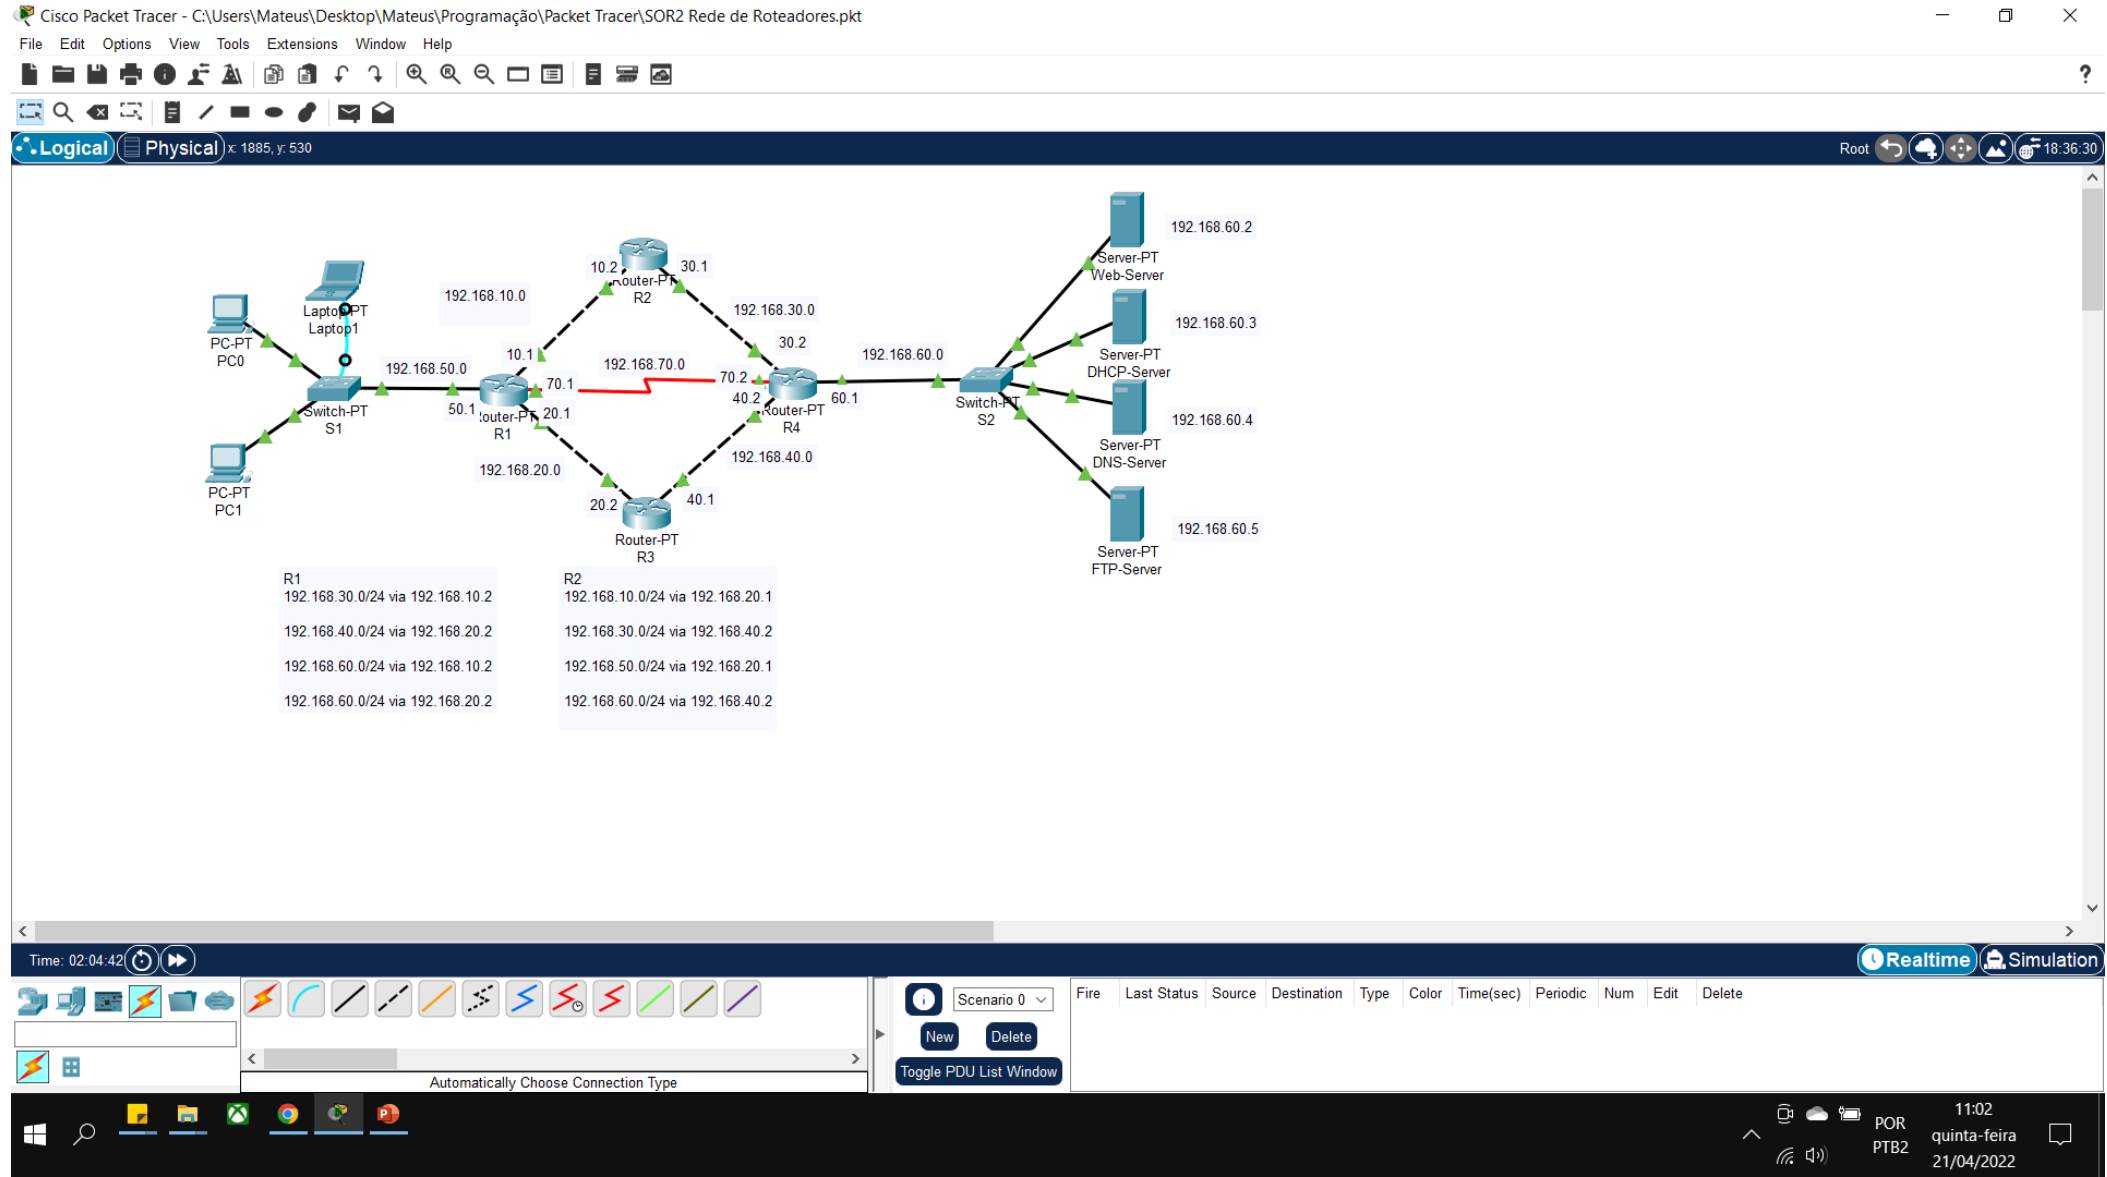 Cisco Packet Tracer - C:\Users\Mateus\Desktop\Mateus\Programação\Packet Tracer\SOR2 Rede de Roteadores.pkt
File Edit Options View Tools Extensions Window Help
?
Logical Physical x: 1885, y: 530
Root 18:36:30
192.168.60.2
Server-PT
Web-Server
192.168.60.3
Server-PT
DHCP-Server
192.168.60.4
Server-PT
DNS-Server
192.168.60.5
Server-PT
FTP-Server
10.2
30.1
Router-PT
R2
192.168.10.0
192.168.30.0
Laptop-PT
Laptop1
PC-PT
PC0
10.1
30.2
192.168.50.0
192.168.70.0
192.168.60.0
70.1
70.2
Switch-PT
S1
50.1
outer-PT
R1
20.1
40.2
Router-PT
R4
60.1
Switch-PT
S2
192.168.20.0
192.168.40.0
PC-PT
PC1
20.2
40.1
Router-PT
R3
R1
192.168.30.0/24 via 192.168.10.2
192.168.40.0/24 via 192.168.20.2
192.168.60.0/24 via 192.168.10.2
192.168.60.0/24 via 192.168.20.2
R2
192.168.10.0/24 via 192.168.20.1
192.168.30.0/24 via 192.168.40.2
192.168.50.0/24 via 192.168.20.1
192.168.60.0/24 via 192.168.40.2
Time: 02:04:42
Realtime Simulation
Automatically Choose Connection Type
Scenario 0
New Delete
Toggle PDU List Window
Fire Last Status Source Destination Type Color Time(sec) Periodic Num Edit Delete
POR
PTB2
11:02
quinta-feira
21/04/2022